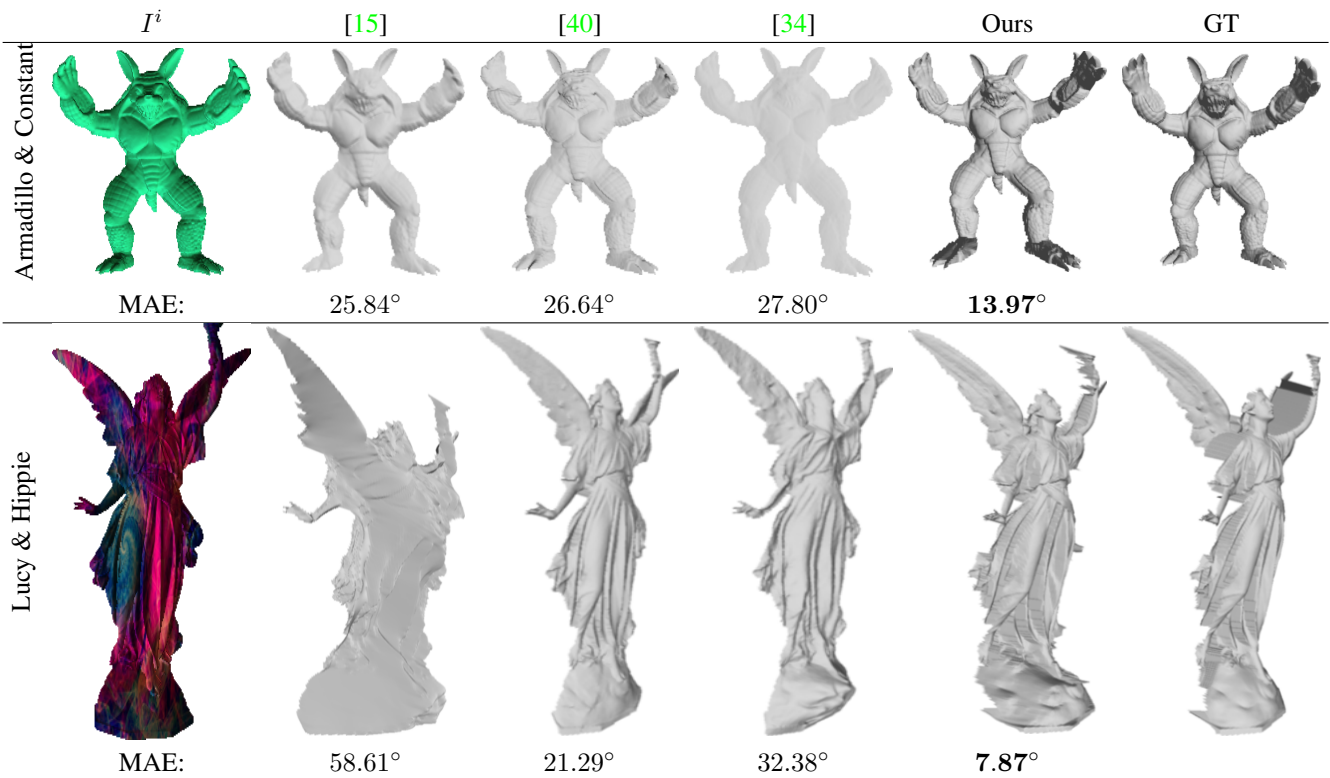 I^i [15] [40] [34] Ours GT
Armadillo & Constant
MAE: 25.84° 26.64° 27.80° 13.97°
Lucy & Hippie
MAE: 58.61° 21.29° 32.38° 7.87°